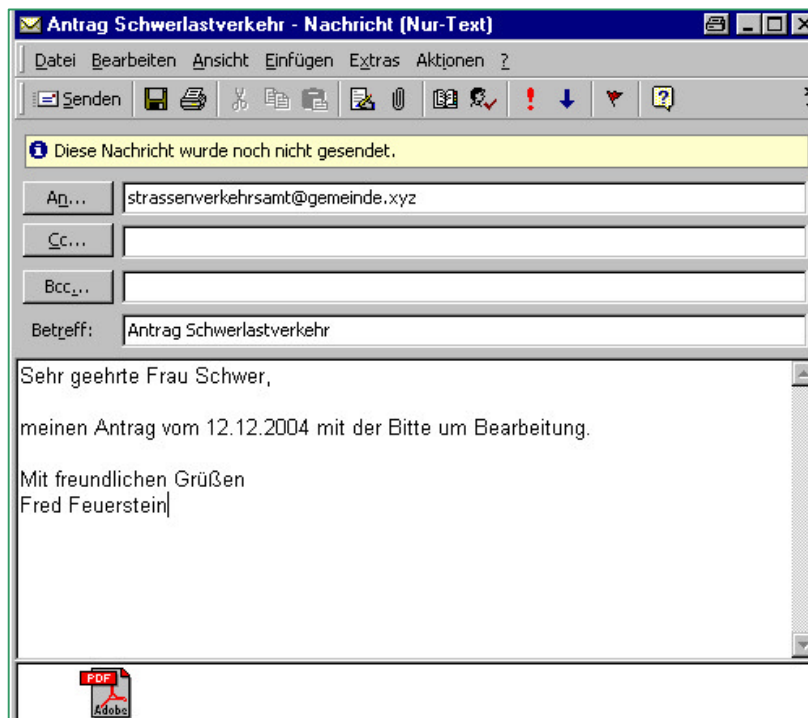 Antrag Schwerlastverkehr - Nachricht (Nur-Text)
Datei Bearbeiten Ansicht Einfügen Extras Aktionen ?
Senden
Diese Nachricht wurde noch nicht gesendet.
An... strassenverkehrsamt@gemeinde.xyz
Cc...
Bcc...
Betreff: Antrag Schwerlastverkehr
Sehr geehrte Frau Schwer,
meinen Antrag vom 12.12.2004 mit der Bitte um Bearbeitung.
Mit freundlichen Grüßen
Fred Feuerstein
PDF
Adobe